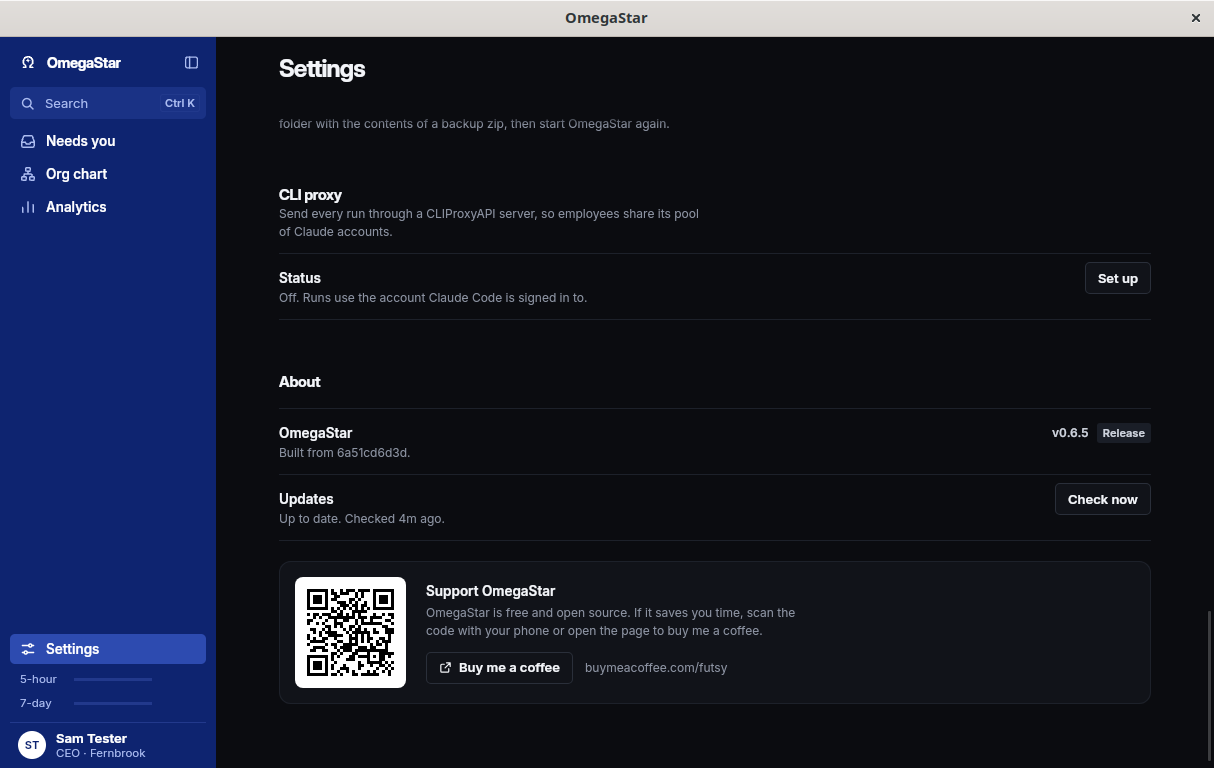 OmegaStar
OmegaStar
Search
Ctrl K
Needs you
Org chart
Analytics
Settings
5-hour
7-day
ST
Sam Tester
CEO · Fernbrook
Settings
folder with the contents of a backup zip, then start OmegaStar again.
CLI proxy
Send every run through a CLIProxyAPI server, so employees share its pool
of Claude accounts.
Status
Off. Runs use the account Claude Code is signed in to.
Set up
About
OmegaStar
Built from 6a51cd6d3d.
v0.6.5
Release
Updates
Up to date. Checked 4m ago.
Check now
Support OmegaStar
OmegaStar is free and open source. If it saves you time, scan the
code with your phone or open the page to buy me a coffee.
Buy me a coffee
buymeacoffee.com/futsy